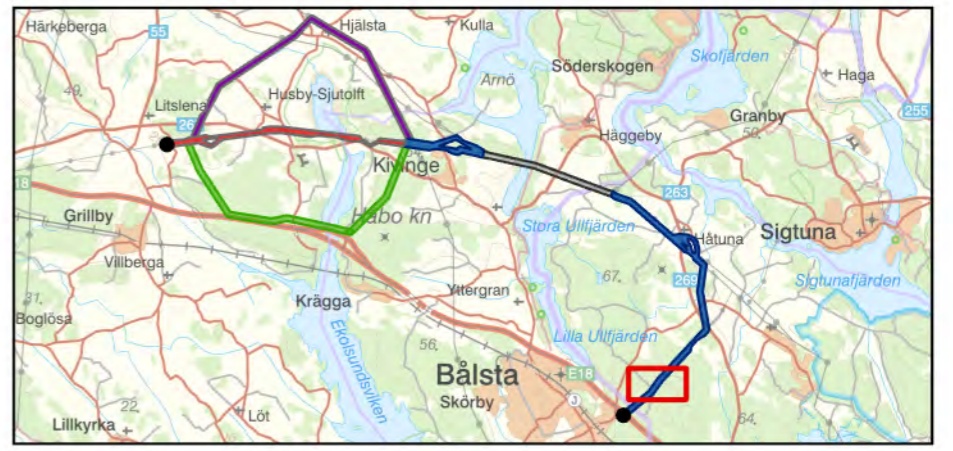 Härkeberga
55
Hjälsta
Kulla
Söderskogen
Skofjärden
Haga
Arnö
49.
Litslena
Husby-Sjutolft
Granby
255
50.
Häggeby
Kivinge
263
Habo kn
18
Grillby
Stora Ullfjärden
Håtuna
Sigtuna
Villberga
67.
269
Sigtunafjärden
31.
Krägga
Yttergran
Boglösa
Ekolsundsviken
56.
Lilla Ullfjärden
Bålsta
E18
22.
Löt
Skörby
64.
Lillkyrka